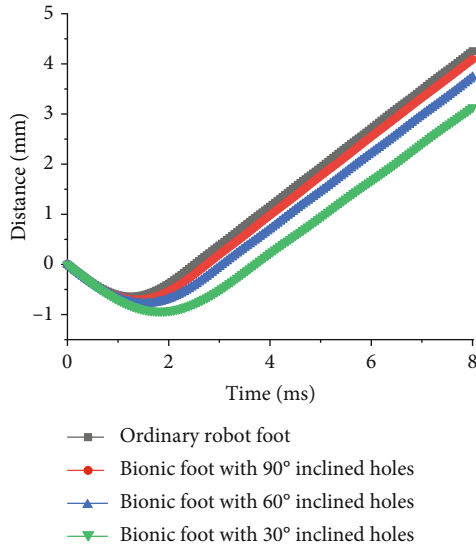 5
4
3
2
1
0
−1
Distance (mm)
0
2
4
6
8
Time (ms)
Ordinary robot foot
Bionic foot with 90° inclined holes
Bionic foot with 60° inclined holes
Bionic foot with 30° inclined holes